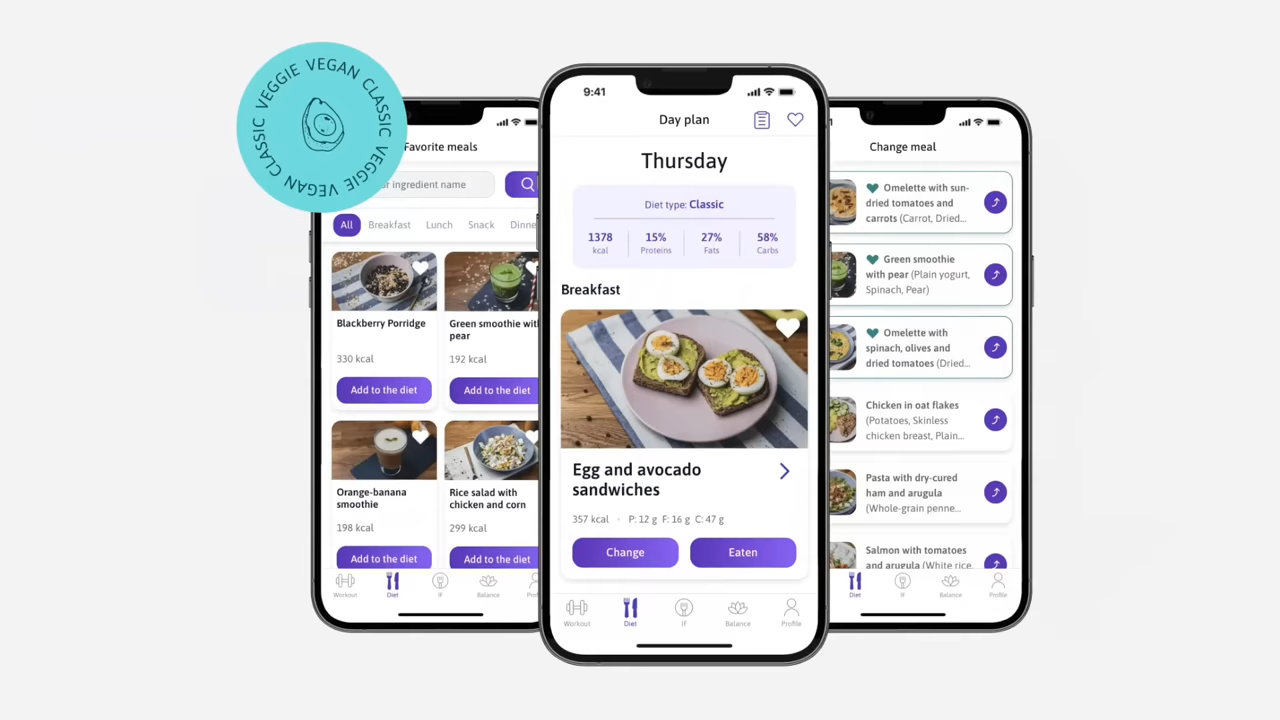 VEGGIE VEGAN CLASSIC VEGGIE VEGAN CLASSIC
Favorite meals
or ingredient name
All Breakfast Lunch Snack
Blackberry Porridge
330 kcal
Add to the diet
Green smoothie with
pear
192 kcal
Add to the diet
Orange-banana
smoothie
198 kcal
Add to the diet
Rice salad with
chicken and corn
299 kcal
Add to the diet
Workout Diet IF Balance
9:41
Day plan
Thursday
Diet type: Classic
1378 15% 27% 58%
kcal Proteins Fats Carbs
Breakfast
Egg and avocado
sandwiches
357 kcal • P: 12 g F: 16 g C: 47 g
Change Eaten
Workout Diet IF Balance Profile
Change meal
Omelette with sun-
dried tomatoes and
carrots (Carrot, Dried...
Green smoothie
with pear (Plain yogurt,
Spinach, Pear)
Omelette with
spinach, olives and
dried tomatoes (Dried...
Chicken in oat flakes
(Potatoes, Skinless
chicken breast, Plain...
Pasta with dry-cured
ham and arugula
(Whole-grain penne...
Salmon with tomatoes
and arugula (White rice,
Diet IF Balance Profile